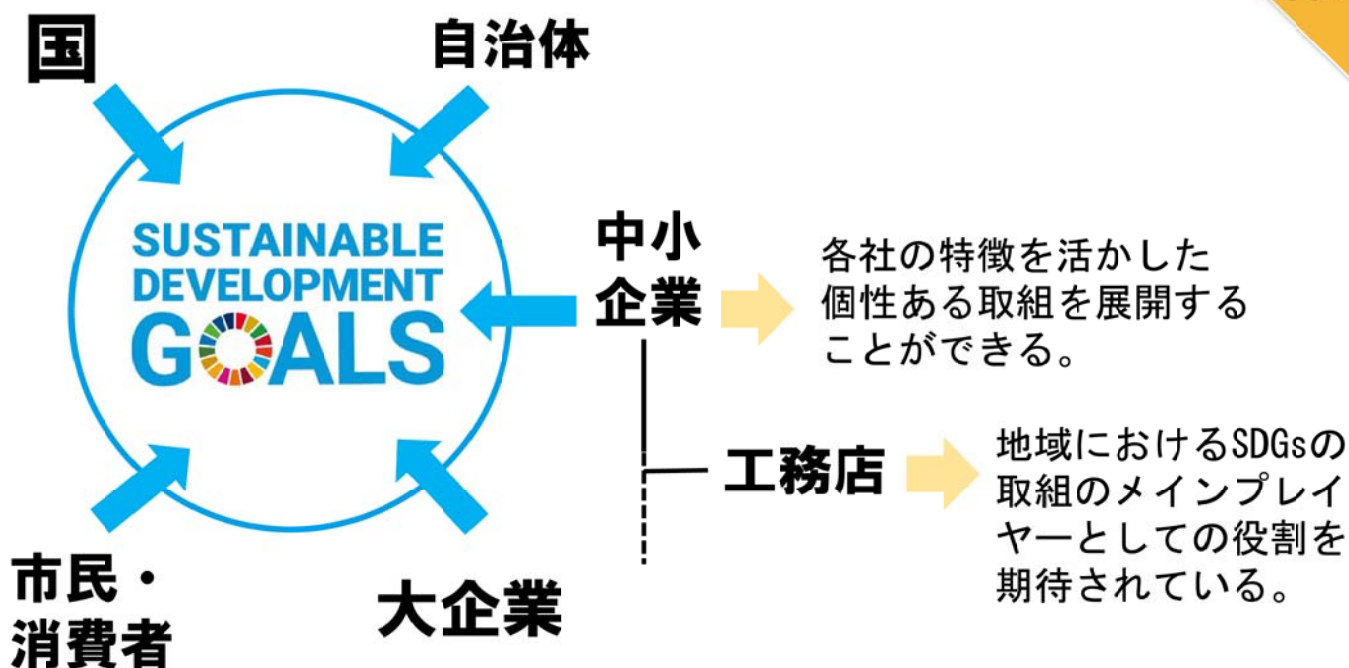 国
自治体
SUSTAINABLE
DEVELOPMENT
GOALS
中小
企業
各社の特徴を活かした
個性ある取組を展開する
ことができる。
工務店
地域におけるSDGsの
取組のメインプレイ
ヤーとしての役割を
期待されている。
市民・
消費者
大企業